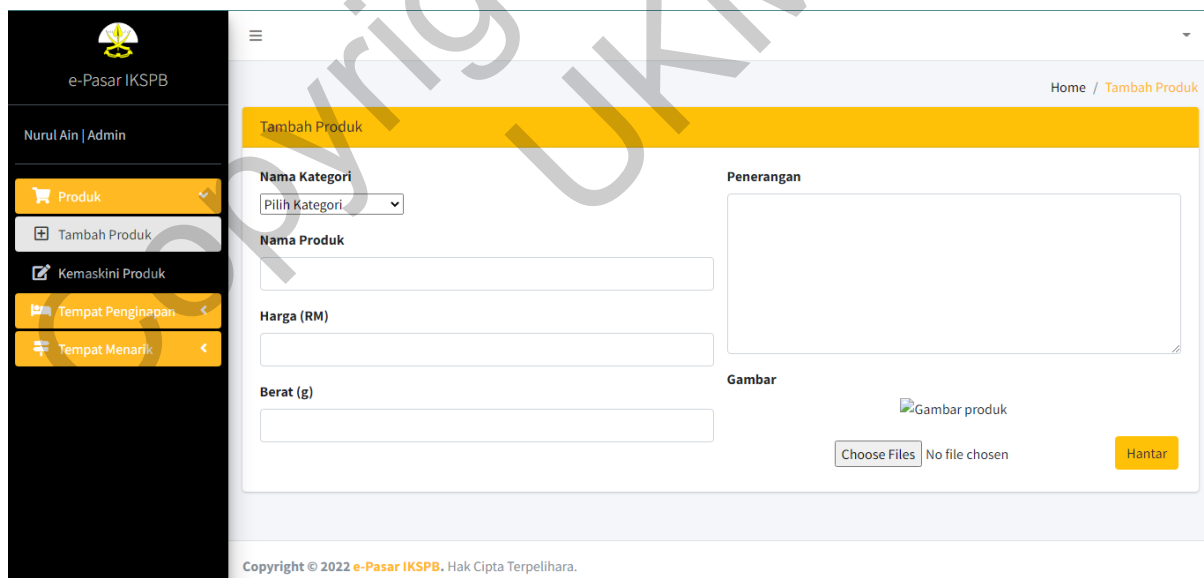 e-Pasar IKSPB
Nurul Ain | Admin
Produk
Tambah Produk
Kemaskini Produk
Tempat Penginapan
Tempat Menarik
Home / Tambah Produk
Tambah Produk
Nama Kategori
Pilih Kategori
Nama Produk
Harga (RM)
Berat (g)
Penerangan
Gambar
Gambar produk
Choose Files No file chosen
Hantar
Copyright © 2022 e-Pasar IKSPB. Hak Cipta Terpelihara.